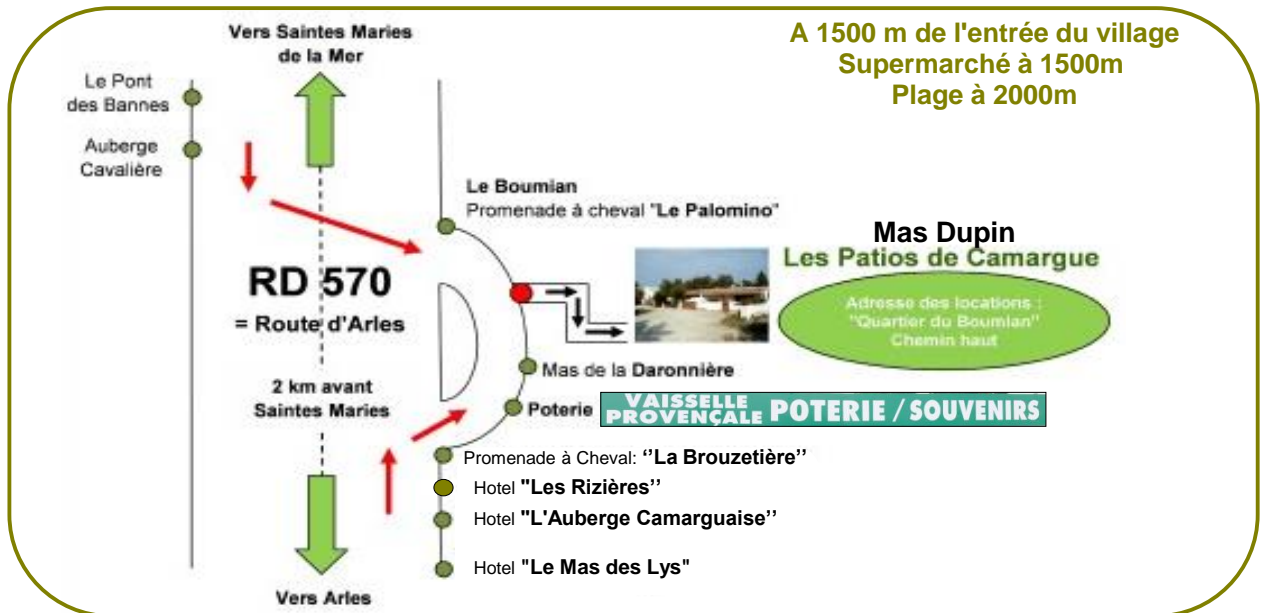 A 1500 m de l'entrée du village
Supermarché à 1500m
Plage à 2000m
Vers Saintes Maries
de la Mer
Le Pont
des Bannes
Auberge
Cavalière
Le Boumian
Promenade à cheval "Le Palomino"
Mas Dupin
Les Patios de Camargue
RD 570
= Route d'Arles
Adresse des locations :
"Quartier du Boumian"
Chemin haut
Mas de la Daronnière
2 km avant
Saintes Maries
Poterie
VAISSELLE
PROVENÇALE POTERIE / SOUVENIRS
Promenade à Cheval: ‘’La Brouzetière’’
Hotel "Les Rizières’’
Hotel "L'Auberge Camarguaise’’
Hotel "Le Mas des Lys"
Vers Arles